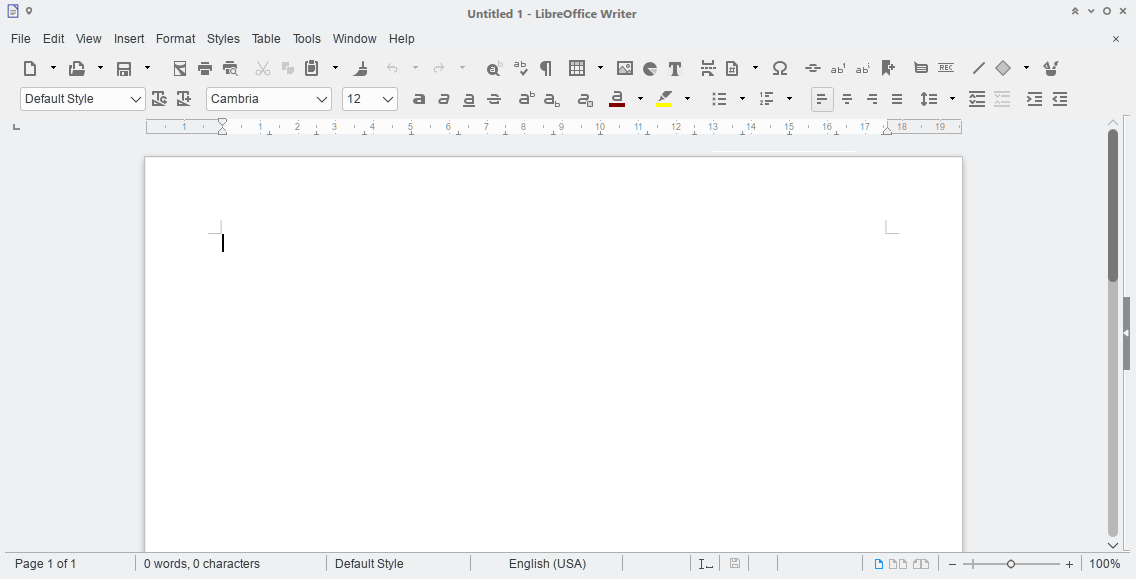 Untitled 1 - LibreOffice Writer
File Edit View Insert Format Styles Table Tools Window Help
Default Style Cambria 12
1 1 2 3 4 5 6 7 8 9 10 11 12 13 14 15 16 17 18 19
Page 1 of 1 0 words, 0 characters Default Style English (USA) 100%